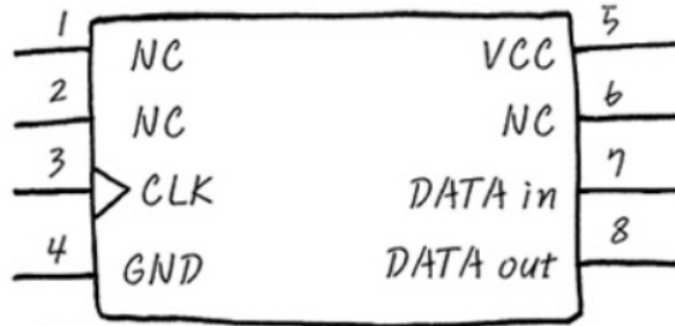 1 NC VCC 5
2 NC NC 6
3 CLK DATA in 7
4 GND DATA out 8